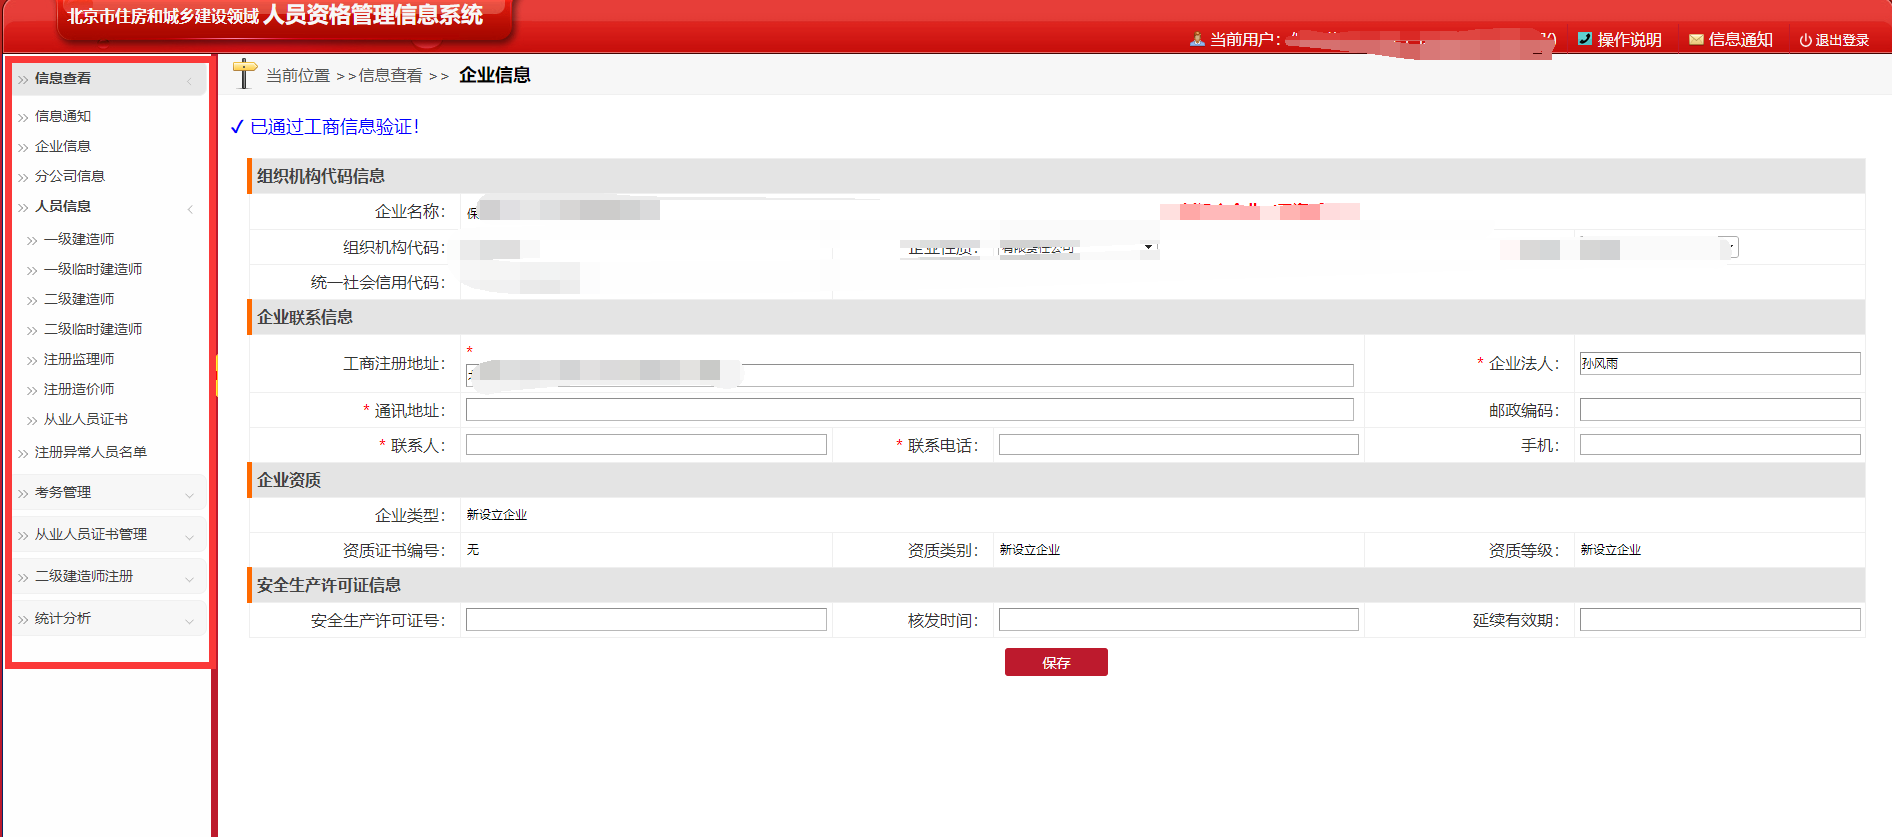 北京市住房和城乡建设领域 人员资格管理信息系统
当前用户： 操作说明 信息通知 退出登录
信息查看
信息通知
企业信息
分公司信息
人员信息
一级建造师
一级临时建造师
二级建造师
二级临时建造师
注册监理师
注册造价师
从业人员证书
注册异常人员名单
考务管理
从业人员证书管理
二级建造师注册
统计分析
当前位置 >>信息查看 >> 企业信息
✓ 已通过工商信息验证！
组织机构代码信息
企业名称： 保
组织机构代码： 企业性质： 有限责任公司
统一社会信用代码：
企业联系信息
工商注册地址： * * 企业法人： 孙风雨
* 通讯地址： 邮政编码：
* 联系人： * 联系电话： 手机：
企业资质
企业类型： 新设立企业
资质证书编号： 无 资质类别： 新设立企业 资质等级： 新设立企业
安全生产许可证信息
安全生产许可证号： 核发时间： 延续有效期：
保存